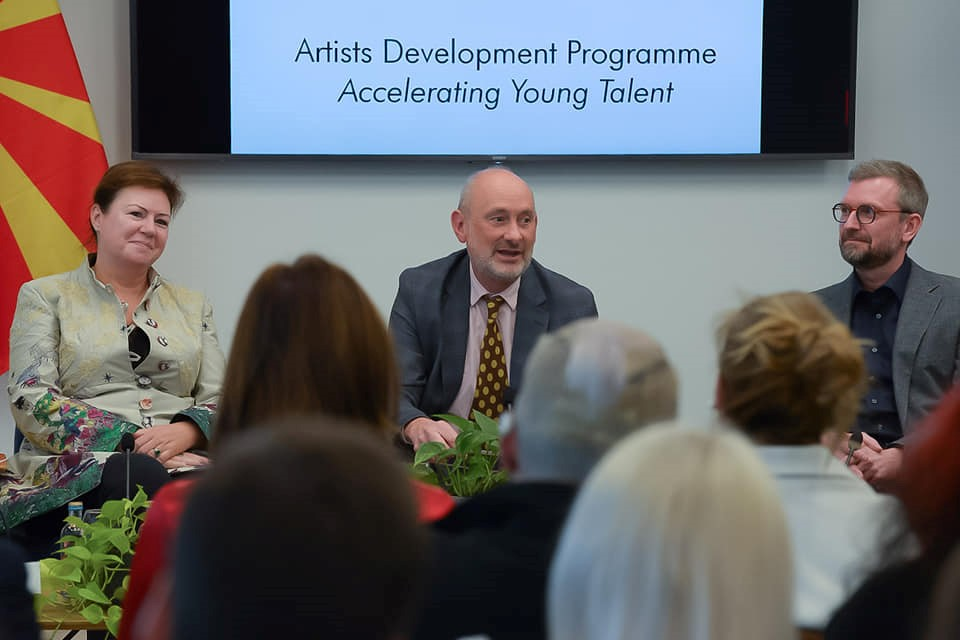 Artists Development Programme
Accelerating Young Talent